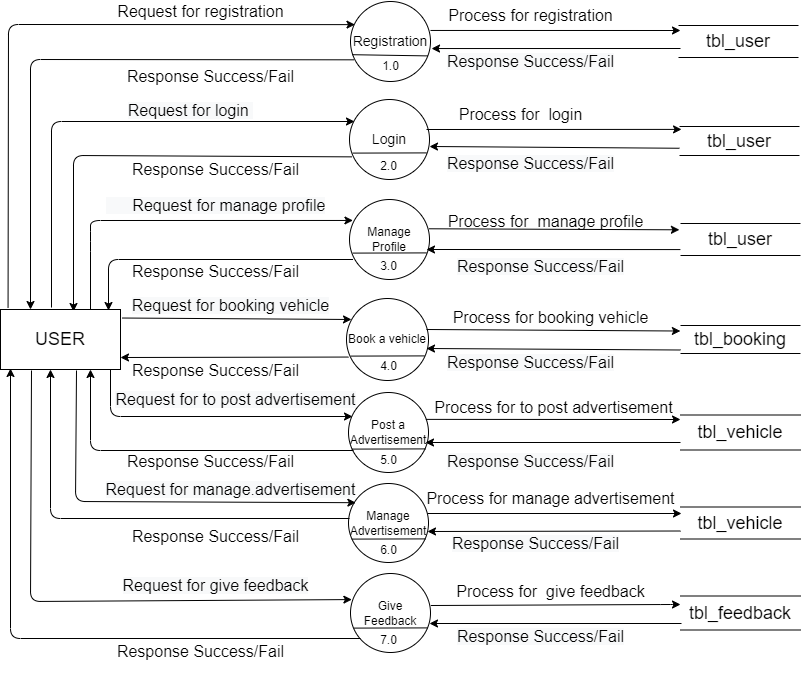 Request for registration
Process for registration
Registration
1.0
tbl_user
Response Success/Fail
Response Success/Fail
Request for login
Process for  login
Login
2.0
tbl_user
Response Success/Fail
Response Success/Fail
Request for manage profile
Process for  manage profile
Manage
Profile
3.0
tbl_user
Response Success/Fail
Response Success/Fail
Request for booking vehicle
Process for booking vehicle
USER
Book a vehicle
4.0
tbl_booking
Response Success/Fail
Response Success/Fail
Request for to post advertisement
Process for to post advertisement
Post a
Advertisement
5.0
tbl_vehicle
Response Success/Fail
Response Success/Fail
Request for manage.advertisement
Process for manage advertisement
Manage
Advertisement
6.0
tbl_vehicle
Response Success/Fail
Response Success/Fail
Request for give feedback
Process for  give feedback
Give
Feedback
7.0
tbl_feedback
Response Success/Fail
Response Success/Fail